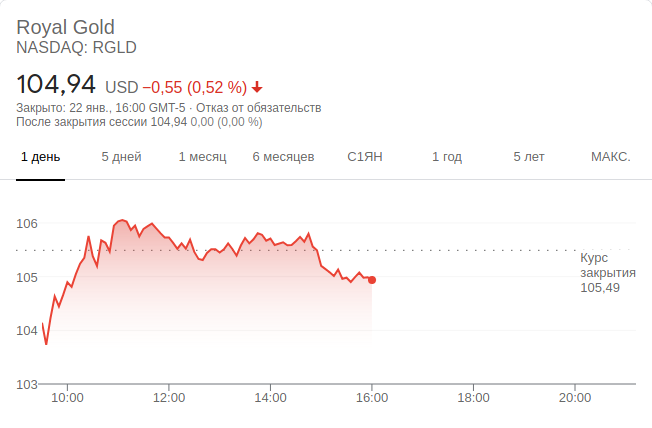 Royal Gold
NASDAQ: RGLD
104,94 USD −0,55 (0,52 %)
Закрыто: 22 янв., 16:00 GMT-5 · Отказ от обязательств
После закрытия сессии 104,94 0,00 (0,00 %)
1 день 5 дней 1 месяц 6 месяцев С1ЯН 1 год 5 лет МАКС.
106
Курс
закрытия
105,49
105
104
103
10:00 12:00 14:00 16:00 18:00 20:00